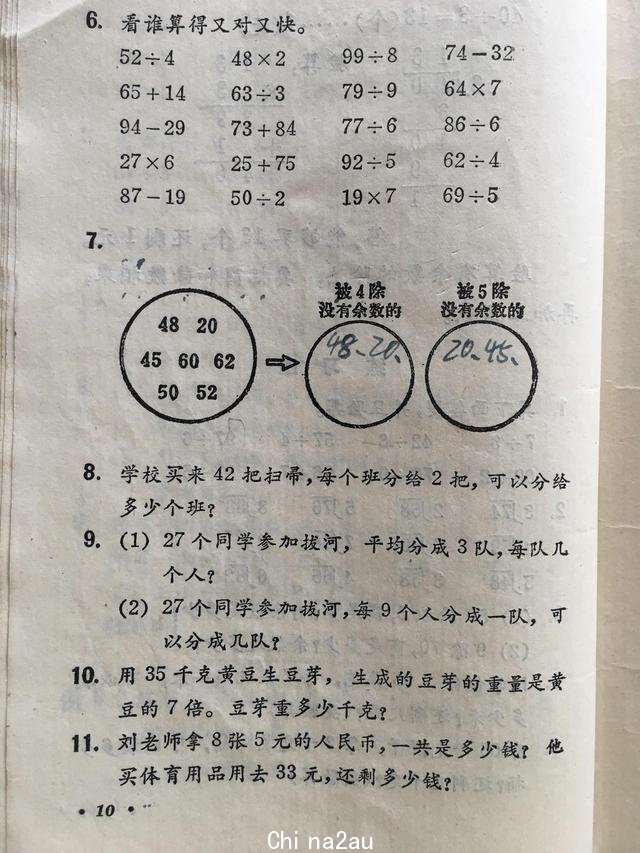 6. 看谁算得又对又快。
52÷4 48×2 99÷8 74－32
65＋14 63÷3 79÷9 64×7
94－29 73＋84 77÷6 86÷6
27×6 25＋75 92÷5 62÷4
87－19 50÷2 19×7 69÷5
7.
被4除 被5除
没有余数的 没有余数的
48 20
45 60 62
50 52
48、20、 20、45、
8. 学校买来42把扫帚，每个班分给2把，可以分给
多少个班？
9. (1) 27个同学参加拔河，平均分成3队，每队几
个人？
(2) 27个同学参加拔河，每9个人分成一队，可
以分成几队？
10. 用35千克黄豆生豆芽，生成的豆芽的重量是黄
豆的7倍。豆芽重多少千克？
11. 刘老师拿8张5元的人民币，一共是多少钱？他
买体育用品用去33元，还剩多少钱？
· 10 ·
China2au